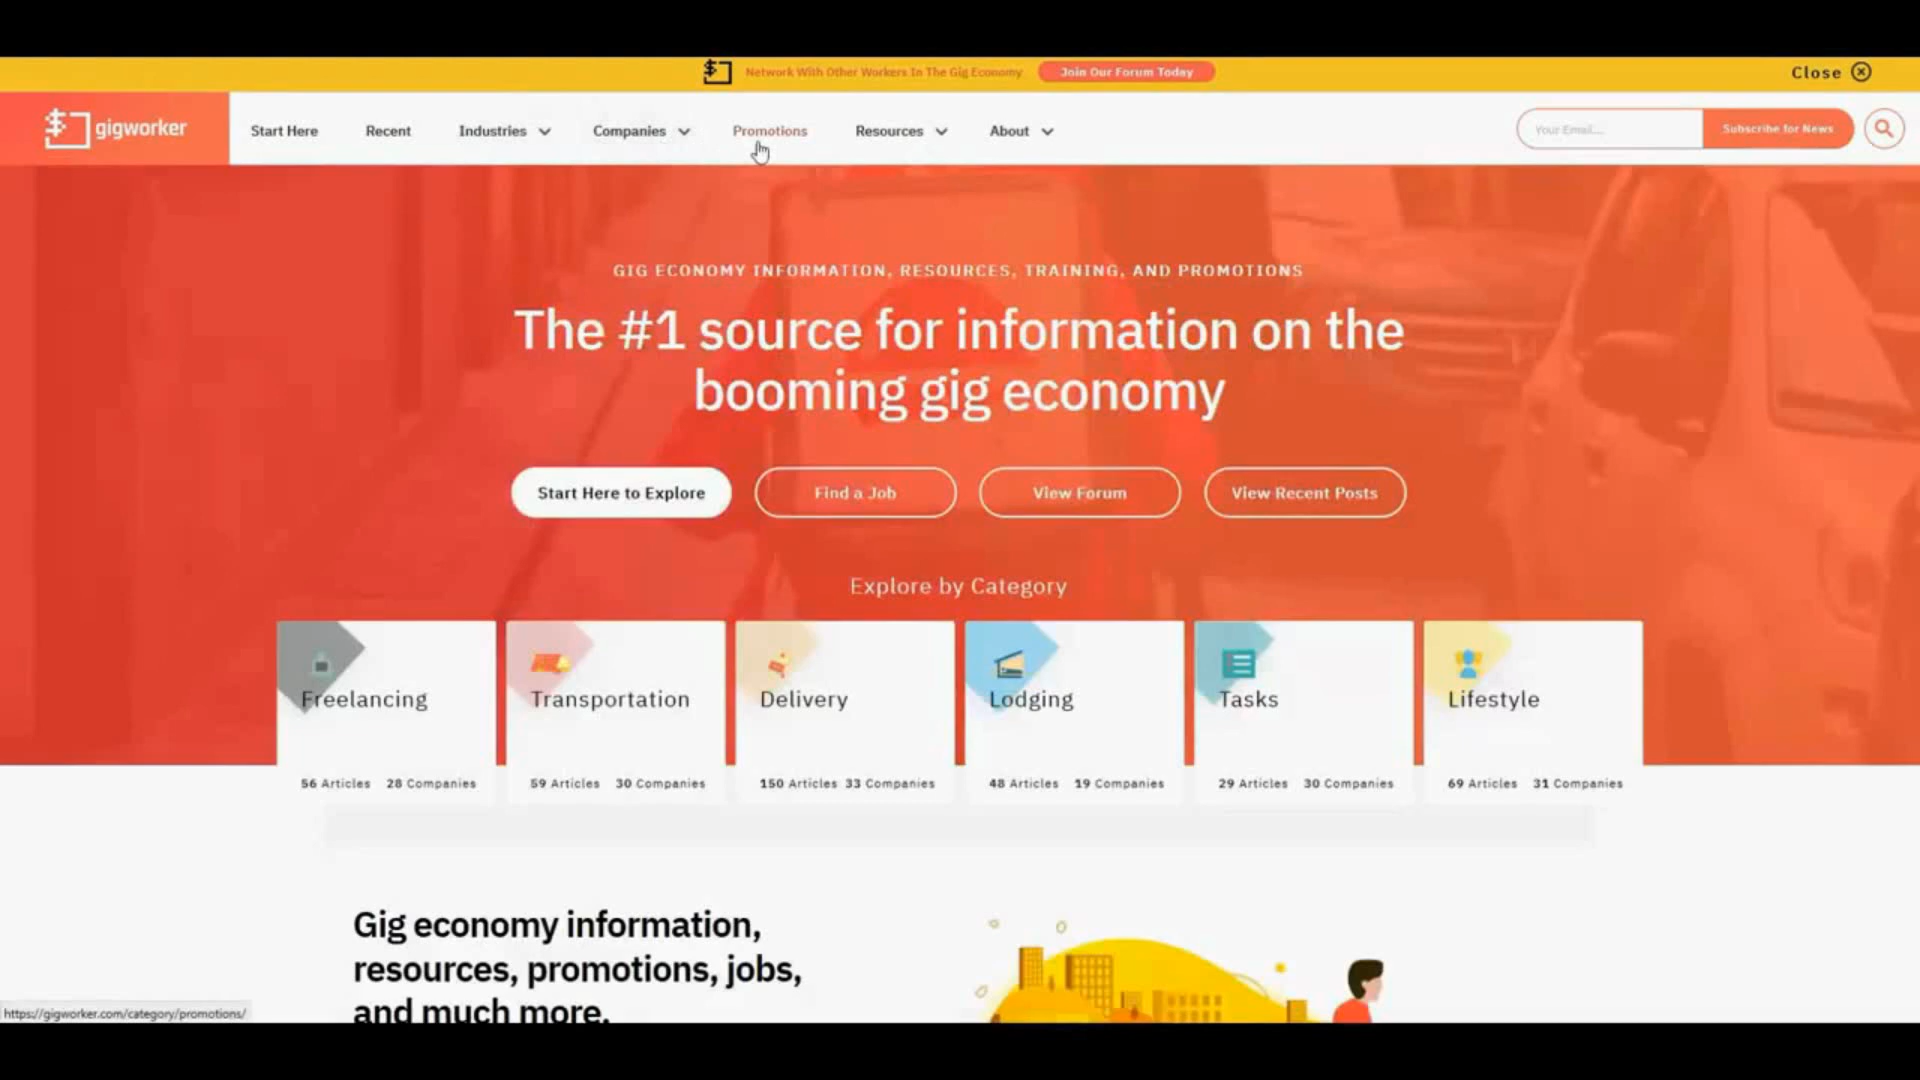 Network With Other Workers In The Gig Economy
Join Our Forum Today
Close
gigworker
Start Here
Recent
Industries
Companies
Promotions
Resources
About
Your Email...
Subscribe for News
GIG ECONOMY INFORMATION, RESOURCES, TRAINING, AND PROMOTIONS
The #1 source for information on the
booming gig economy
Start Here to Explore
Find a Job
View Forum
View Recent Posts
Explore by Category
Freelancing
56 Articles 28 Companies
Transportation
59 Articles 30 Companies
Delivery
150 Articles 33 Companies
Lodging
48 Articles 19 Companies
Tasks
29 Articles 30 Companies
Lifestyle
69 Articles 31 Companies
Gig economy information,
resources, promotions, jobs,
and much more.
https://gigworker.com/category/promotions/